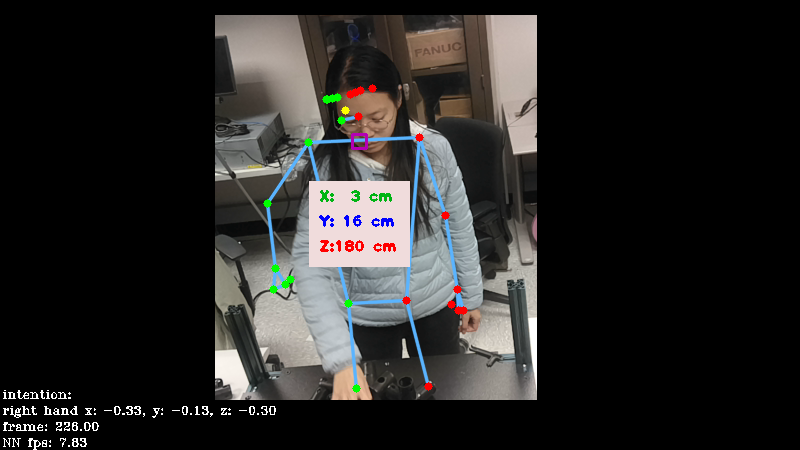 FANUC
X: 3 cm
Y: 16 cm
Z:180 cm
intention:
right hand x: -0.33, y: -0.13, z: -0.30
frame: 226.00
NN fps: 7.83